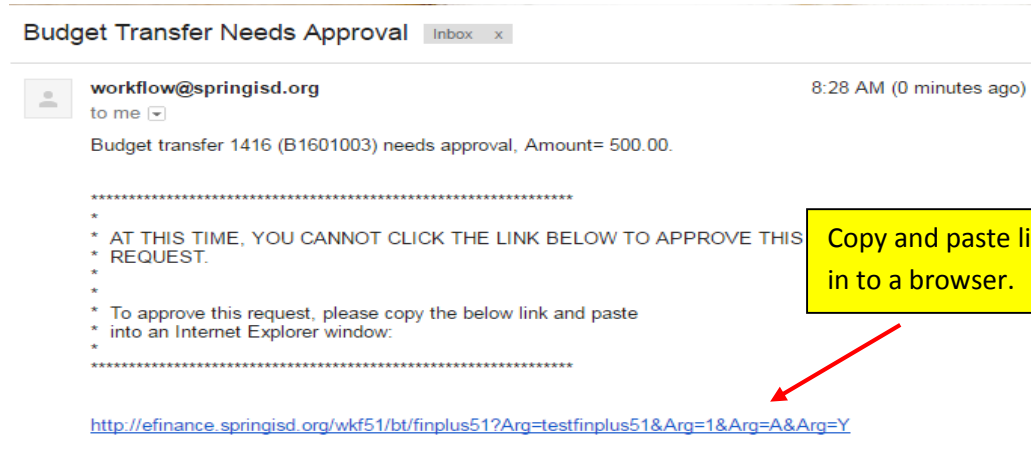 Budget Transfer Needs Approval Inbox x
workflow@springisd.org 8:28 AM (0 minutes ago)
to me
Budget transfer 1416 (B1601003) needs approval, Amount= 500.00.
****************************************************************
*
* AT THIS TIME, YOU CANNOT CLICK THE LINK BELOW TO APPROVE THIS
* REQUEST.
*
*
* To approve this request, please copy the below link and paste
* into an Internet Explorer window:
*
****************************************************************
Copy and paste
in to a browser.
http://efinance.springisd.org/wkf51/bt/finplus51?Arg=testfinplus51&Arg=1&Arg=A&Arg=Y